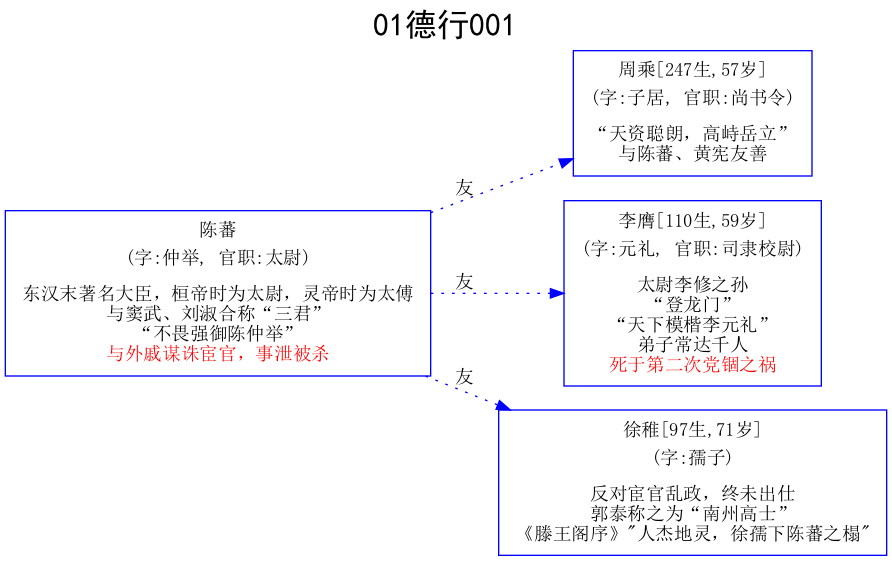 01德行001
陈蕃
(字:仲举, 官职:太尉)
东汉末著名大臣，桓帝时为太尉，灵帝时为太傅
与窦武、刘淑合称“三君”
“不畏强御陈仲举”
与外戚谋诛宦官，事泄被杀
友
友
友
周乘[247生,57岁]
(字:子居, 官职:尚书令)
“天资聪朗，高峙岳立”
与陈蕃、黄宪友善
李膺[110生,59岁]
(字:元礼, 官职:司隶校尉)
太尉李修之孙
“登龙门”
“天下模楷李元礼”
弟子常达千人
死于第二次党锢之祸
徐稚[97生,71岁]
(字:孺子)
反对宦官乱政，终未出仕
郭泰称之为“南州高士”
《滕王阁序》"人杰地灵，徐孺下陈蕃之榻"